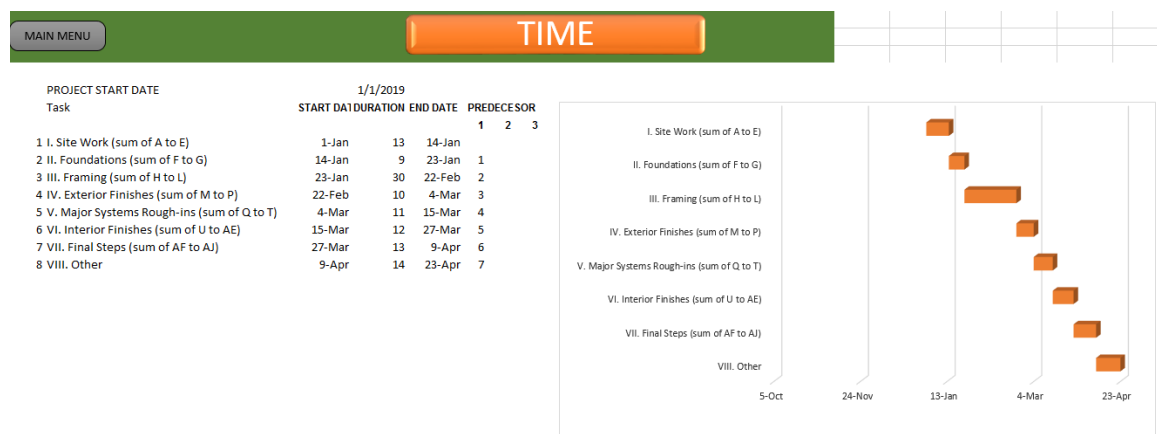 MAIN MENU
TIME
PROJECT START DATE 1/1/2019
Task START DAT DURATION END DATE PREDECESOR
1 2 3
1 I. Site Work (sum of A to E) 1-Jan 13 14-Jan
2 II. Foundations (sum of F to G) 14-Jan 9 23-Jan 1
3 III. Framing (sum of H to L) 23-Jan 30 22-Feb 2
4 IV. Exterior Finishes (sum of M to P) 22-Feb 10 4-Mar 3
5 V. Major Systems Rough-ins (sum of Q to T) 4-Mar 11 15-Mar 4
6 VI. Interior Finishes (sum of U to AE) 15-Mar 12 27-Mar 5
7 VII. Final Steps (sum of AF to AJ) 27-Mar 13 9-Apr 6
8 VIII. Other 9-Apr 14 23-Apr 7
I. Site Work (sum of A to E)
II. Foundations (sum of F to G)
III. Framing (sum of H to L)
IV. Exterior Finishes (sum of M to P)
V. Major Systems Rough-ins (sum of Q to T)
VI. Interior Finishes (sum of U to AE)
VII. Final Steps (sum of AF to AJ)
VIII. Other
5-Oct 24-Nov 13-Jan 4-Mar 23-Apr